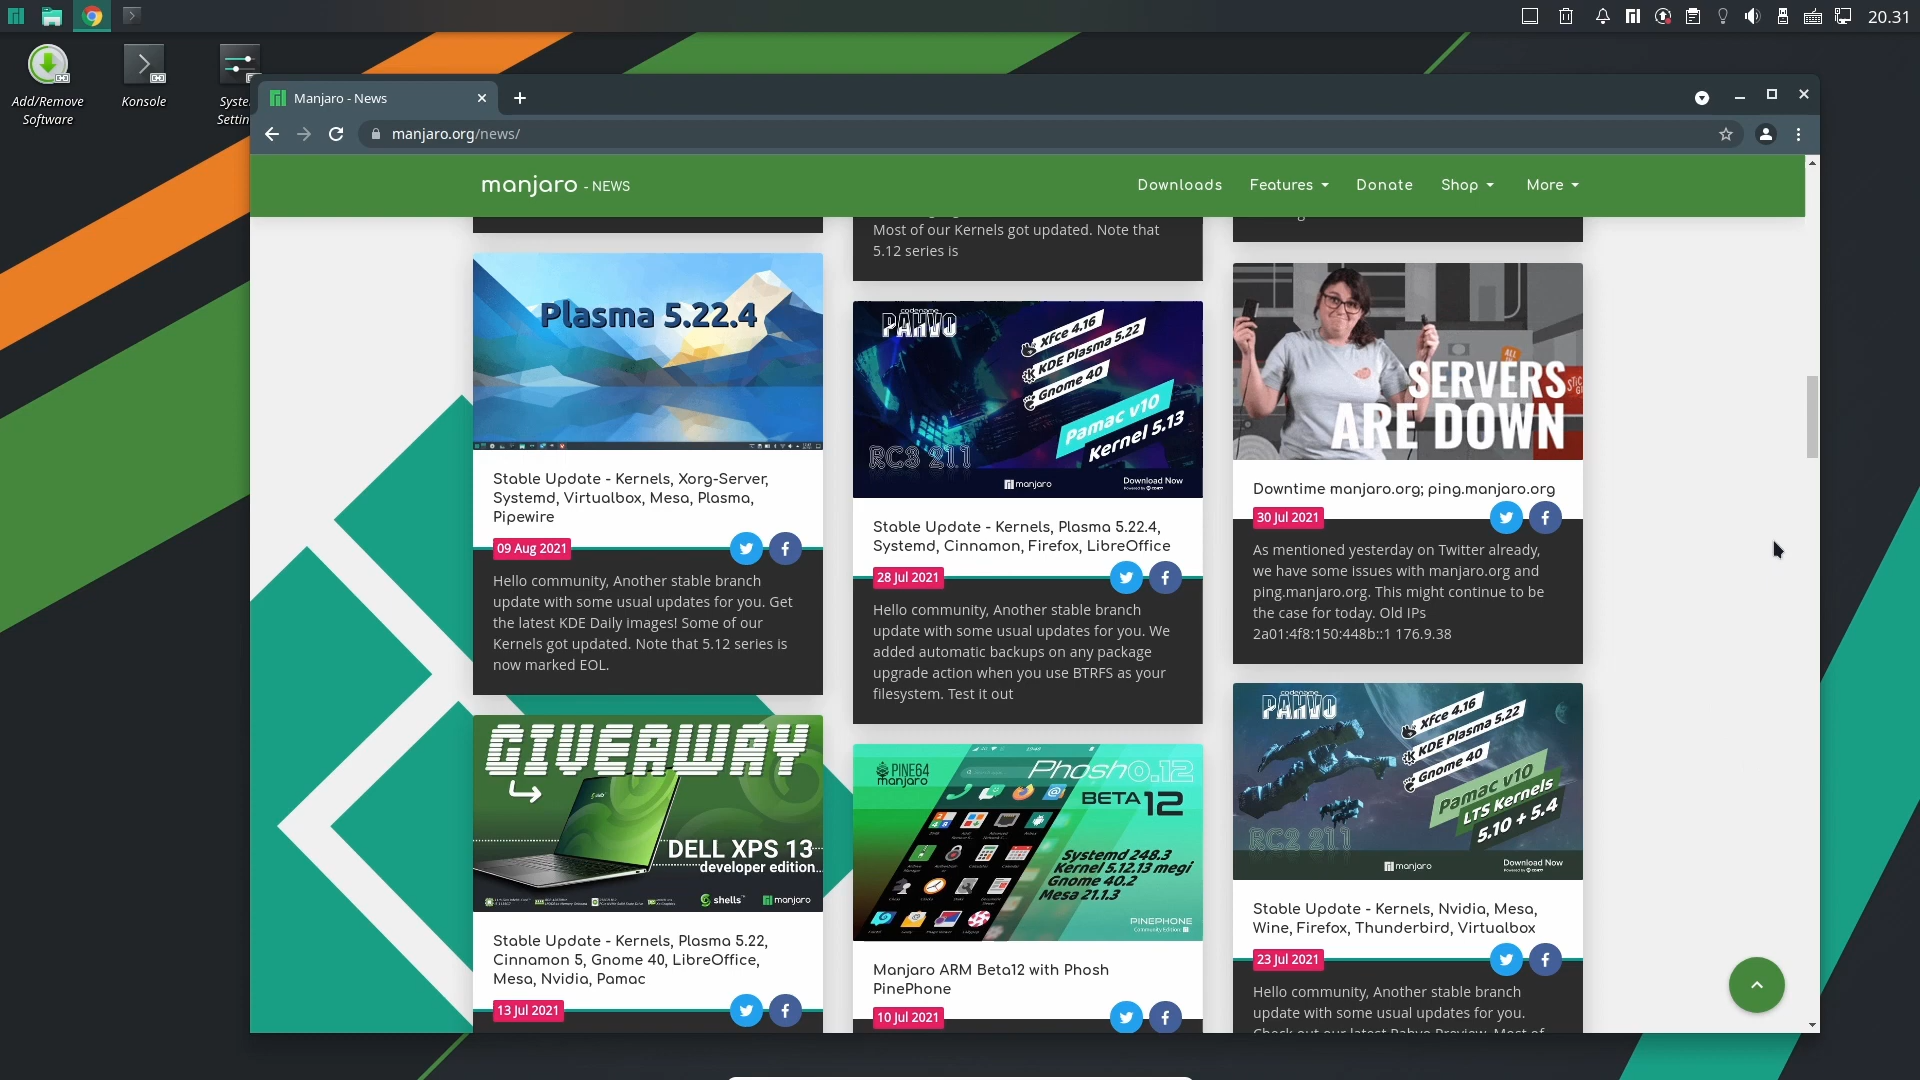 20.31
Add/Remove
Software
Konsole
Manjaro - News
manjaro.org/news/
manjaro - NEWS
Downloads
Features
Donate
Shop
More
Plasma 5.22.4
Stable Update - Kernels, Xorg-Server,
Systemd, Virtualbox, Mesa, Plasma,
Pipewire
09 Aug 2021
Hello community, Another stable branch
update with some usual updates for you. Get
the latest KDE Daily images! Some of our
Kernels got updated. Note that 5.12 series is
now marked EOL.
GIVEAWAY
DELL XPS 13
developer edition
shells
manjaro
Stable Update - Kernels, Plasma 5.22,
Cinnamon 5, Gnome 40, LibreOffice,
Mesa, Nvidia, Pamac
13 Jul 2021
Most of our Kernels got updated. Note that
5.12 series is
codename
PAHVO
Xfce 4.16
KDE Plasma 5.22
Gnome 40
Pamac v10
Kernel 5.13
RC3 21.1
manjaro
Download Now
Stable Update - Kernels, Plasma 5.22.4,
Systemd, Cinnamon, Firefox, LibreOffice
28 Jul 2021
Hello community, Another stable branch
update with some usual updates for you. We
added automatic backups on any package
upgrade action when you use BTRFS as your
filesystem. Test it out
PINE64
manjaro
Phosh 0.12
BETA 12
Systemd 248.3
Kernel 5.12.13 megi
Gnome 40.2
Mesa 21.1.3
PINEPHONE
Community Edition
Manjaro ARM Beta12 with Phosh
PinePhone
10 Jul 2021
SERVERS
ARE DOWN
Downtime manjaro.org; ping.manjaro.org
30 Jul 2021
As mentioned yesterday on Twitter already,
we have some issues with manjaro.org and
ping.manjaro.org. This might continue to be
the case for today. Old IPs
2a01:4f8:150:448b::1 176.9.38
codename
PAHVO
Xfce 4.16
KDE Plasma 5.22
Gnome 40
Pamac v10
LTS Kernels
5.10 + 5.4
RC2 21.1
manjaro
Download Now
Stable Update - Kernels, Nvidia, Mesa,
Wine, Firefox, Thunderbird, Virtualbox
23 Jul 2021
Hello community, Another stable branch
update with some usual updates for you.
Check out our latest Pahvo Preview. Most of